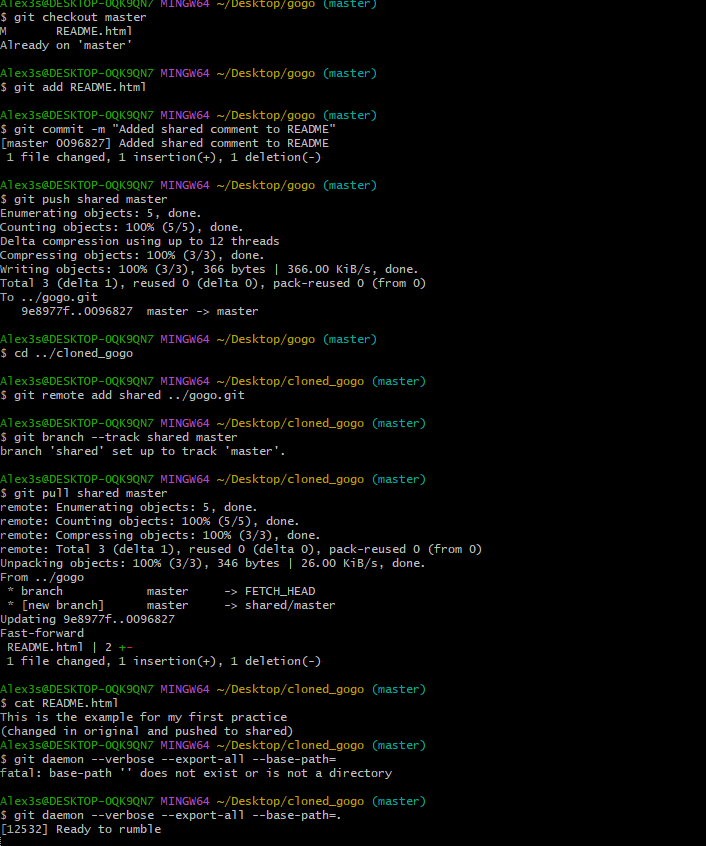 Alex3s@DESKTOP-OQK9QN7 MINGW64 ~/Desktop/gogo (master)
$ git checkout master
M       README.html
Already on 'master'
Alex3s@DESKTOP-OQK9QN7 MINGW64 ~/Desktop/gogo (master)
$ git add README.html
Alex3s@DESKTOP-OQK9QN7 MINGW64 ~/Desktop/gogo (master)
$ git commit -m "Added shared comment to README"
[master 0096827] Added shared comment to README
 1 file changed, 1 insertion(+), 1 deletion(-)
Alex3s@DESKTOP-OQK9QN7 MINGW64 ~/Desktop/gogo (master)
$ git push shared master
Enumerating objects: 5, done.
Counting objects: 100% (5/5), done.
Delta compression using up to 12 threads
Compressing objects: 100% (3/3), done.
Writing objects: 100% (3/3), 366 bytes | 366.00 KiB/s, done.
Total 3 (delta 1), reused 0 (delta 0), pack-reused 0 (from 0)
To ../gogo.git
   9e8977f..0096827  master -> master
Alex3s@DESKTOP-OQK9QN7 MINGW64 ~/Desktop/gogo (master)
$ cd ../cloned_gogo
Alex3s@DESKTOP-OQK9QN7 MINGW64 ~/Desktop/cloned_gogo (master)
$ git remote add shared ../gogo.git
Alex3s@DESKTOP-OQK9QN7 MINGW64 ~/Desktop/cloned_gogo (master)
$ git branch --track shared master
branch 'shared' set up to track 'master'.
Alex3s@DESKTOP-OQK9QN7 MINGW64 ~/Desktop/cloned_gogo (master)
$ git pull shared master
remote: Enumerating objects: 5, done.
remote: Counting objects: 100% (5/5), done.
remote: Compressing objects: 100% (3/3), done.
remote: Total 3 (delta 1), reused 0 (delta 0), pack-reused 0 (from 0)
Unpacking objects: 100% (3/3), 346 bytes | 26.00 KiB/s, done.
From ../gogo
 * branch            master     -> FETCH_HEAD
 * [new branch]      master     -> shared/master
Updating 9e8977f..0096827
Fast-forward
 README.html | 2 +-
 1 file changed, 1 insertion(+), 1 deletion(-)
Alex3s@DESKTOP-OQK9QN7 MINGW64 ~/Desktop/cloned_gogo (master)
$ cat README.html
This is the example for my first practice
(changed in original and pushed to shared)
Alex3s@DESKTOP-OQK9QN7 MINGW64 ~/Desktop/cloned_gogo (master)
$ git daemon --verbose --export-all --base-path=
fatal: base-path '' does not exist or is not a directory
Alex3s@DESKTOP-OQK9QN7 MINGW64 ~/Desktop/cloned_gogo (master)
$ git daemon --verbose --export-all --base-path=.
[12532] Ready to rumble